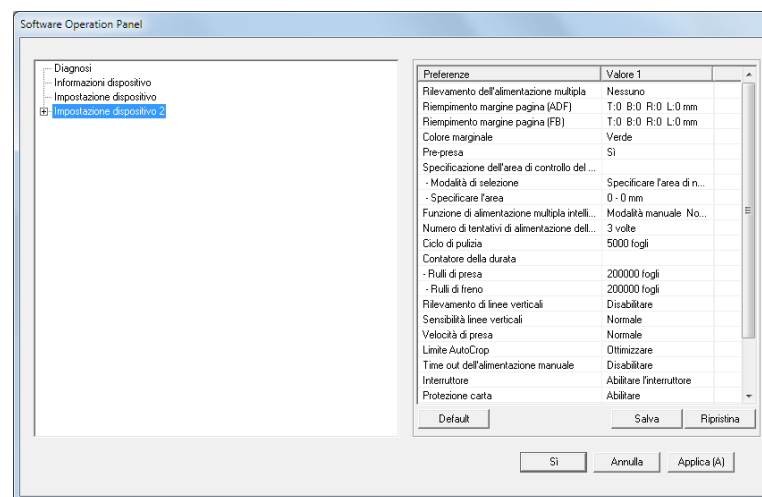 Software Operation Panel
Diagnosi
Informazioni dispositivo
Impostazione dispositivo
Impostazione dispositivo 2
Preferenze Valore 1
Rilevamento dell'alimentazione multipla Nessuno
Riempimento margine pagina (ADF) T:0 B:0 R:0 L:0 mm
Riempimento margine pagina (FB) T:0 B:0 R:0 L:0 mm
Colore marginale Verde
Pre-presa Sì
Specificazione dell'area di controllo del ...
- Modalità di selezione Specificare l'area di n...
- Specificare l'area 0 - 0 mm
Funzione di alimentazione multipla intelli... Modalità manuale No...
Numero di tentativi di alimentazione dell... 3 volte
Ciclo di pulizia 5000 fogli
Contatore della durata
- Rulli di presa 200000 fogli
- Rulli di freno 200000 fogli
Rilevamento di linee verticali Disabilitare
Sensibilità linee verticali Normale
Velocità di presa Normale
Limite AutoCrop Ottimizzare
Time out dell'alimentazione manuale Disabilitare
Interruttore Abilitare l'interruttore
Protezione carta Abilitare
Default Salva Ripristina
Sì Annulla Applica (A)